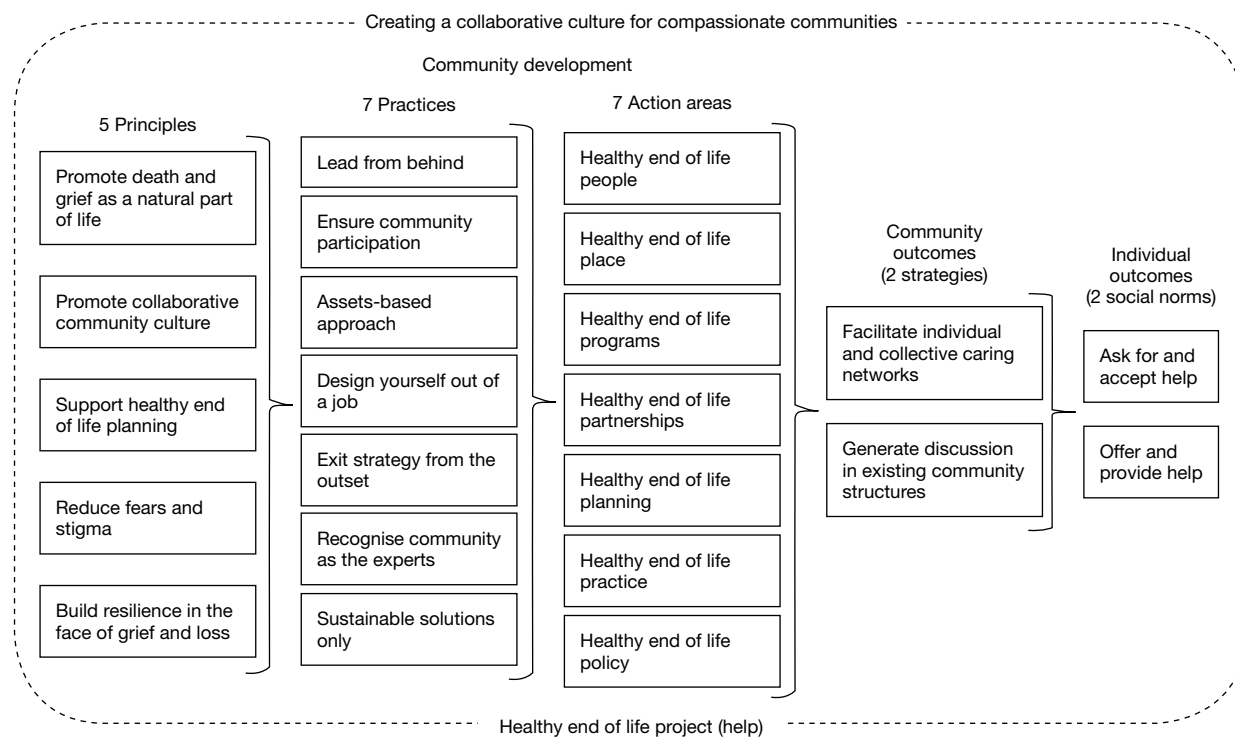 Creating a collaborative culture for compassionate communities
Community development
5 Principles
Promote death and
grief as a natural part
of life
Promote collaborative
community culture
Support healthy end
of life planning
Reduce fears and
stigma
Build resilience in the
face of grief and loss
7 Practices
Lead from behind
Ensure community
participation
Assets-based
approach
Design yourself out of
a job
Exit strategy from the
outset
Recognise community
as the experts
Sustainable solutions
only
7 Action areas
Healthy end of life
people
Healthy end of life
place
Healthy end of life
programs
Healthy end of life
partnerships
Healthy end of life
planning
Healthy end of life
practice
Healthy end of life
policy
Community
outcomes
(2 strategies)
Facilitate individual
and collective caring
networks
Generate discussion
in existing community
structures
Individual
outcomes
(2 social norms)
Ask for and
accept help
Offer and
provide help
Healthy end of life project (help)